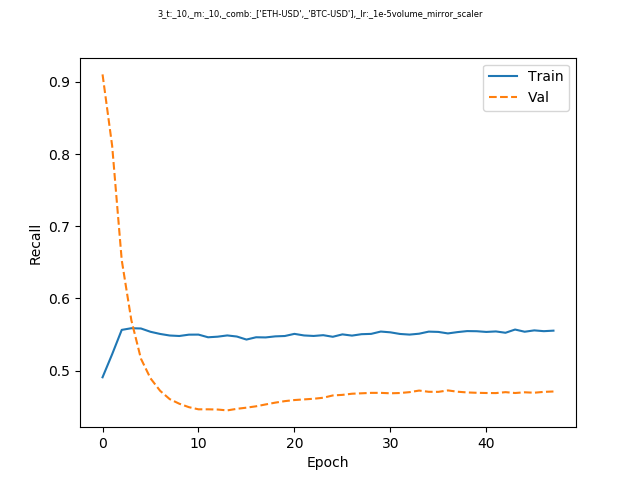 3_t:_10,_m:_10,_comb:_['ETH-USD',_'BTC-USD'],_lr:_1e-5volume_mirror_scaler
Train
Val
0.9
0.8
0.7
0.6
0.5
Recall
0 10 20 30 40
Epoch